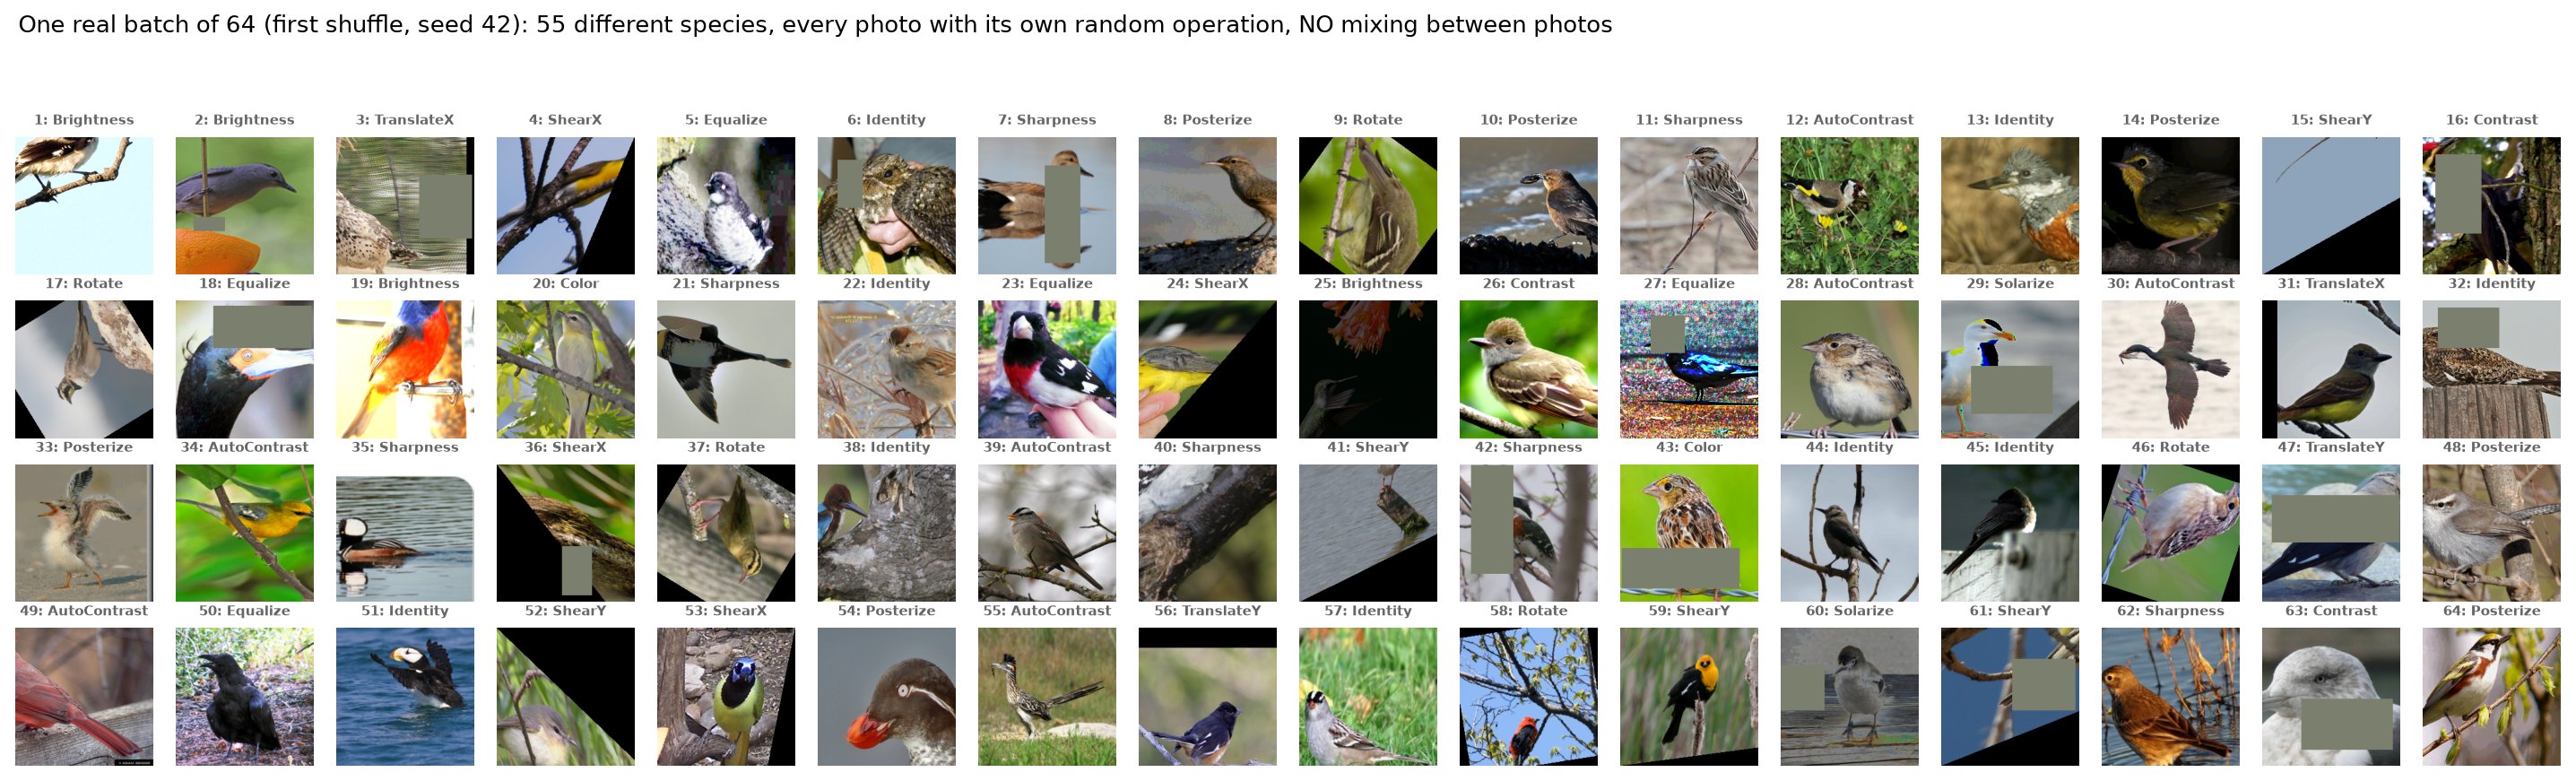 One real batch of 64 (first shuffle, seed 42): 55 different species, every photo with its own random operation, NO mixing between photos
1: Brightness 2: Brightness 3: TranslateX 4: ShearX 5: Equalize 6: Identity 7: Sharpness 8: Posterize 9: Rotate 10: Posterize 11: Sharpness 12: AutoContrast 13: Identity 14: Posterize 15: ShearY 16: Contrast
17: Rotate 18: Equalize 19: Brightness 20: Color 21: Sharpness 22: Identity 23: Equalize 24: ShearX 25: Brightness 26: Contrast 27: Equalize 28: AutoContrast 29: Solarize 30: AutoContrast 31: TranslateX 32: Identity
33: Posterize 34: AutoContrast 35: Sharpness 36: ShearX 37: Rotate 38: Identity 39: AutoContrast 40: Sharpness 41: ShearY 42: Sharpness 43: Color 44: Identity 45: Identity 46: Rotate 47: TranslateY 48: Posterize
49: AutoContrast 50: Equalize 51: Identity 52: ShearY 53: ShearX 54: Posterize 55: AutoContrast 56: TranslateY 57: Identity 58: Rotate 59: ShearY 60: Solarize 61: ShearY 62: Sharpness 63: Contrast 64: Posterize